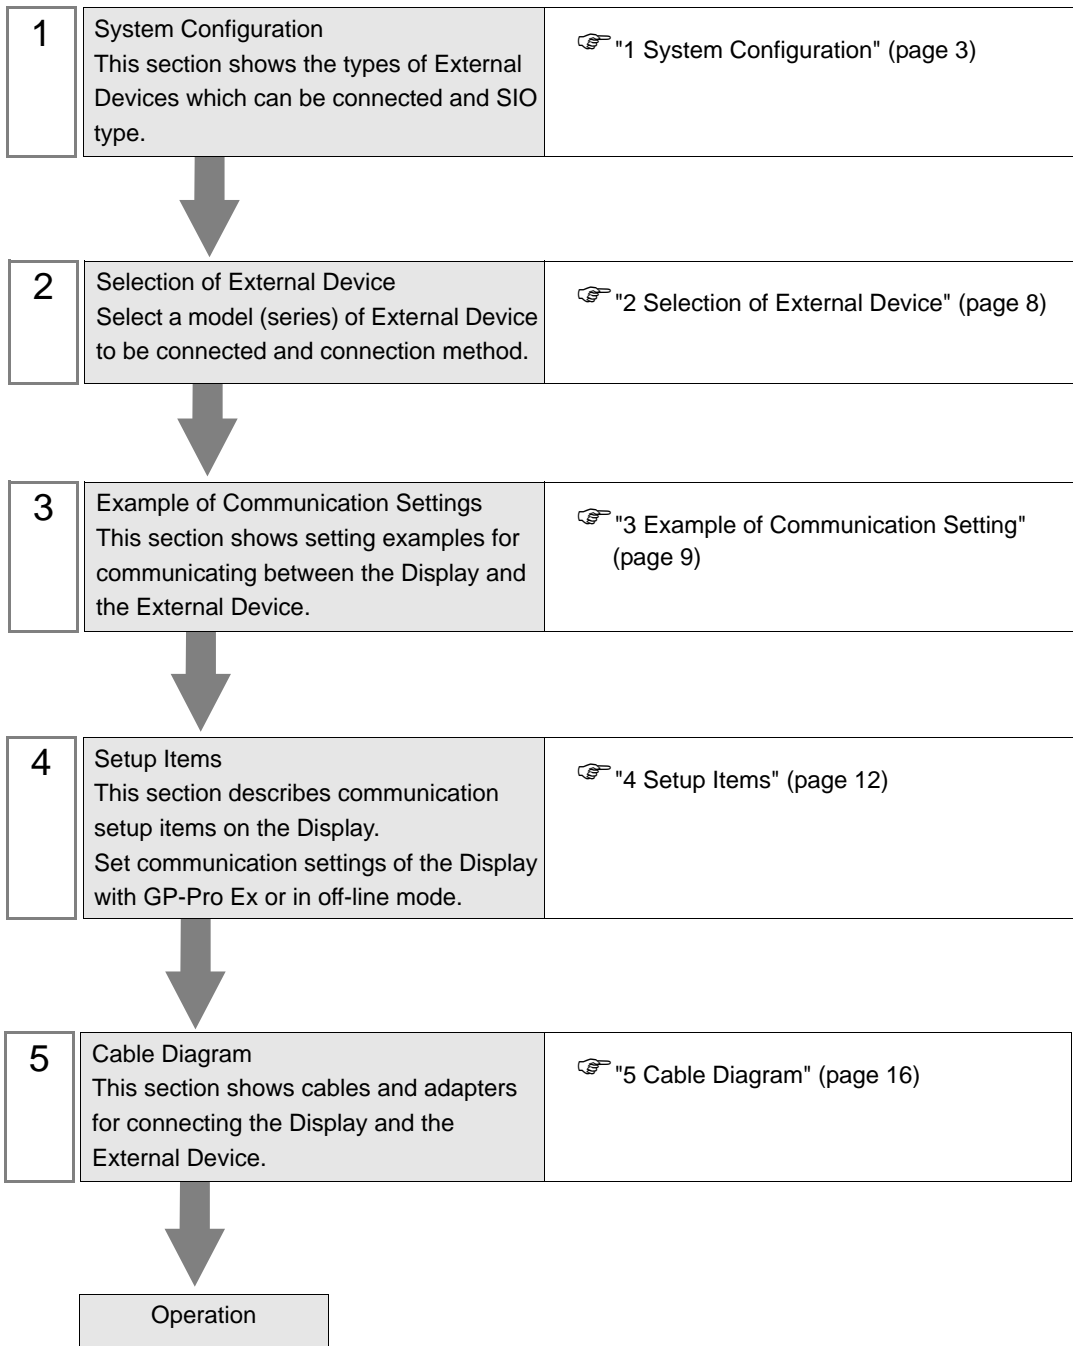 1
System Configuration
This section shows the types of External
Devices which can be connected and SIO
type.
"1 System Configuration" (page 3)
2
Selection of External Device
Select a model (series) of External Device
to be connected and connection method.
"2 Selection of External Device" (page 8)
3
Example of Communication Settings
This section shows setting examples for
communicating between the Display and
the External Device.
"3 Example of Communication Setting"
(page 9)
4
Setup Items
This section describes communication
setup items on the Display.
Set communication settings of the Display
with GP-Pro Ex or in off-line mode.
"4 Setup Items" (page 12)
5
Cable Diagram
This section shows cables and adapters
for connecting the Display and the
External Device.
"5 Cable Diagram" (page 16)
Operation